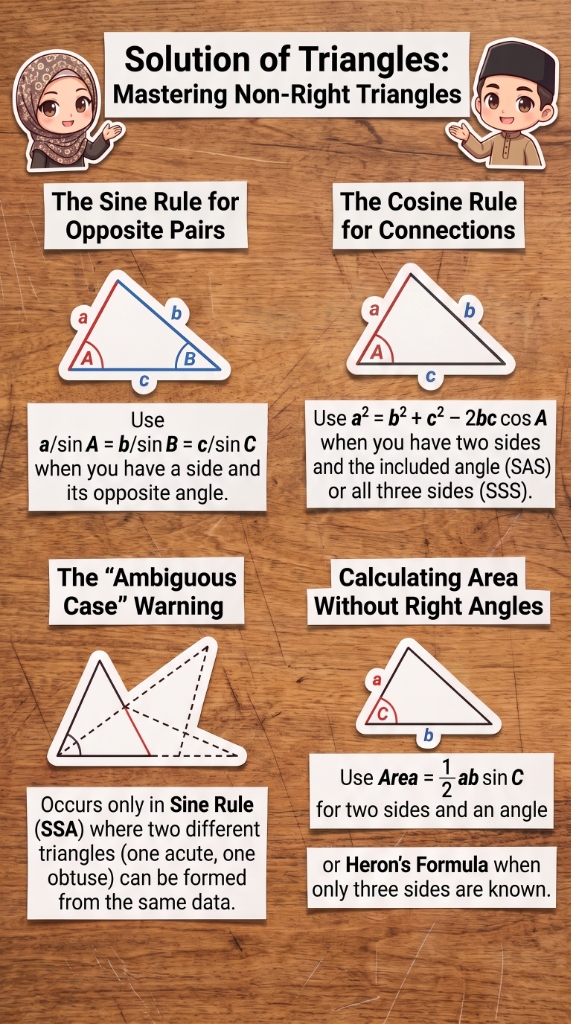 Solution of Triangles:
Mastering Non-Right Triangles
The Sine Rule for
Opposite Pairs
a
b
A
B
c
Use
a/sin A = b/sin B = c/sin C
when you have a side and
its opposite angle.
The Cosine Rule
for Connections
a
b
A
c
Use a² = b² + c² − 2bc cos A
when you have two sides
and the included angle (SAS)
or all three sides (SSS).
The “Ambiguous
Case” Warning
Occurs only in Sine Rule
(SSA) where two different
triangles (one acute, one
obtuse) can be formed
from the same data.
Calculating Area
Without Right Angles
a
C
b
Use Area = 1/2 ab sin C
for two sides and an angle
or Heron’s Formula when
only three sides are known.